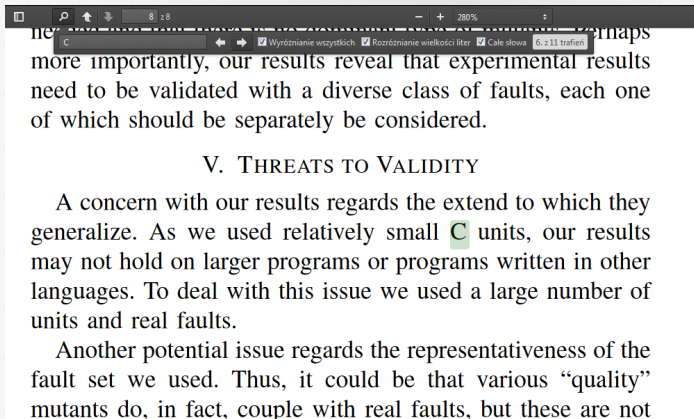 8 z 8
280%
C
Wyróżnianie wszystkich
Rozróżnianie wielkości liter
Całe słowa
6. z 11 trafień
more importantly, our results reveal that experimental results
need to be validated with a diverse class of faults, each one
of which should be separately be considered.
V. THREATS TO VALIDITY
A concern with our results regards the extend to which they
generalize. As we used relatively small C units, our results
may not hold on larger programs or programs written in other
languages. To deal with this issue we used a large number of
units and real faults.
Another potential issue regards the representativeness of the
fault set we used. Thus, it could be that various “quality”
mutants do, in fact, couple with real faults, but these are not